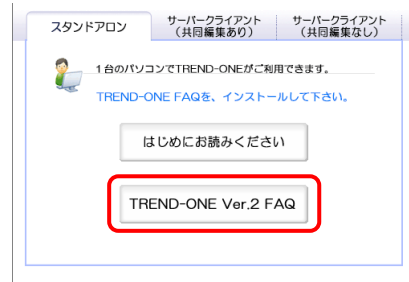 スタンドアロン
サーバークライアント
（共同編集あり）
サーバークライアント
（共同編集なし）
1台のパソコンでTREND-ONEがご利用できます。
TREND-ONE FAQを、インストールして下さい。
はじめにお読みください
TREND-ONE Ver.2 FAQ